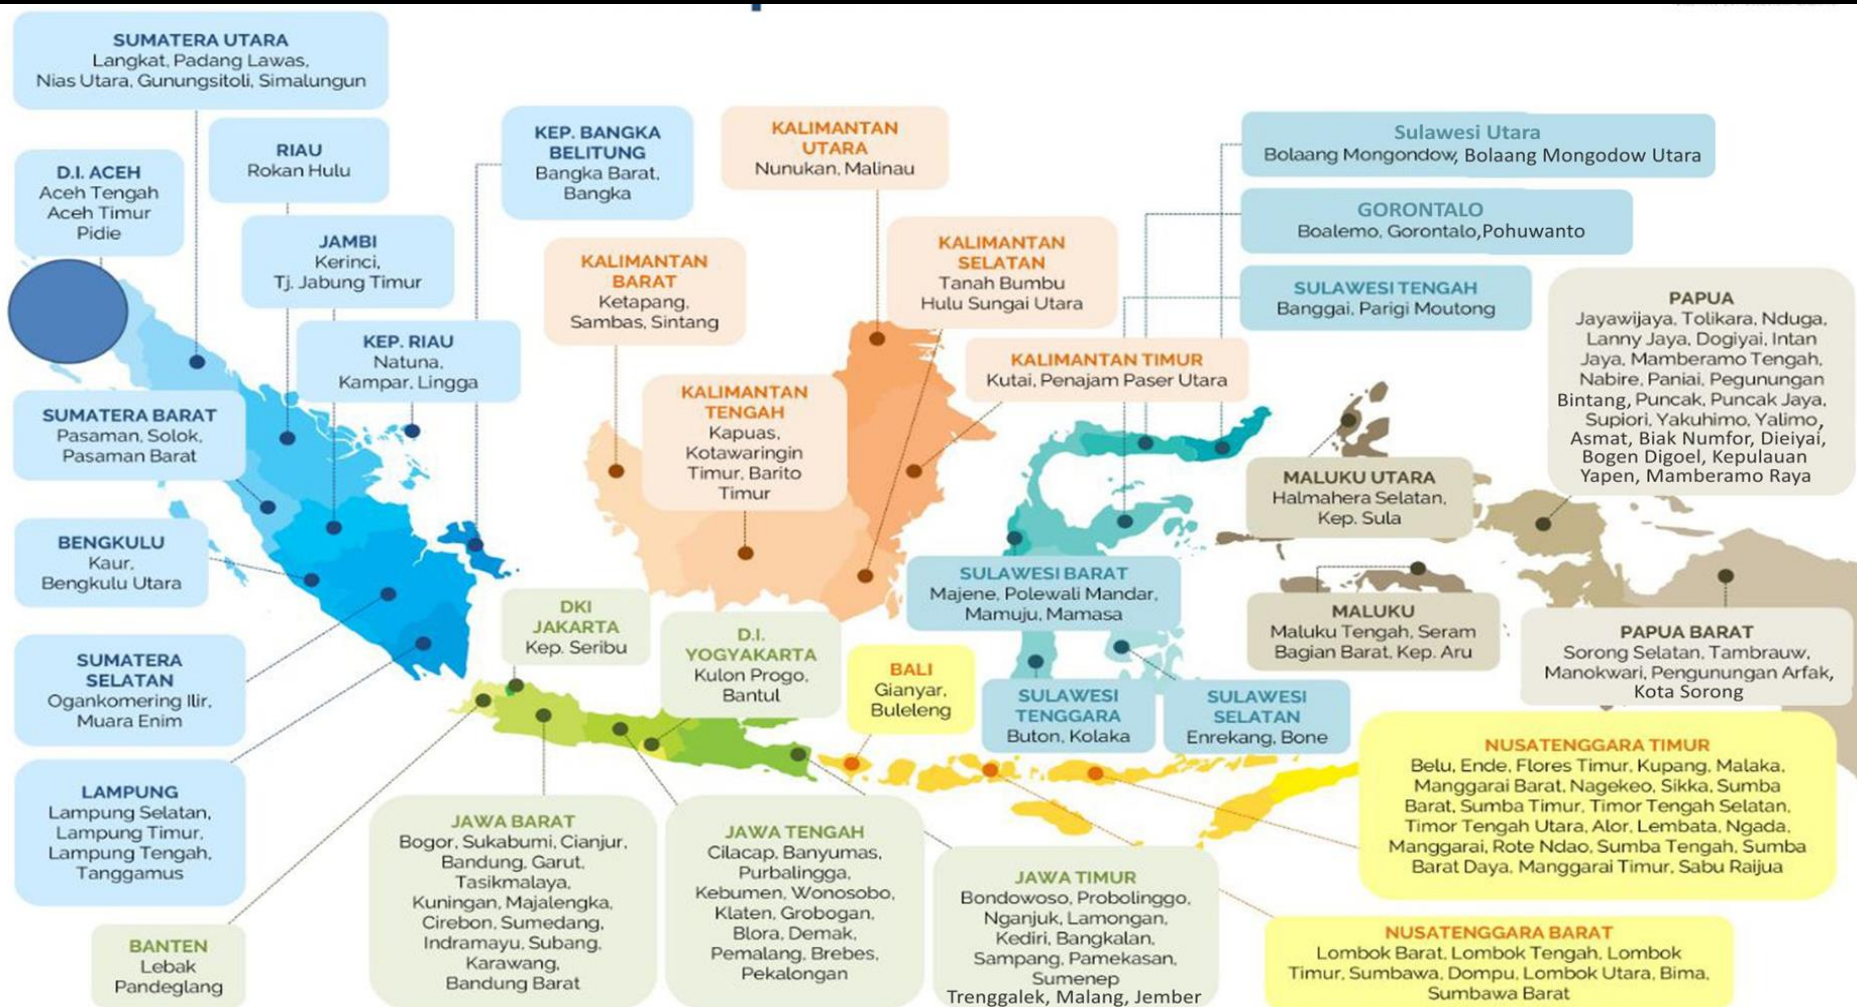 SUMATERA UTARA
Langkat, Padang Lawas,
Nias Utara, Gunungsitoli, Simalungun
D.I. ACEH
Aceh Tengah
Aceh Timur
Pidie
RIAU
Rokan Hulu
JAMBI
Kerinci,
Tj. Jabung Timur
KEP. RIAU
Natuna,
Kampar, Lingga
KEP. BANGKA
BELITUNG
Bangka Barat,
Bangka
SUMATERA BARAT
Pasaman, Solok,
Pasaman Barat
BENGKULU
Kaur,
Bengkulu Utara
SUMATERA
SELATAN
Ogankomering Ilir,
Muara Enim
LAMPUNG
Lampung Selatan,
Lampung Timur,
Lampung Tengah,
Tanggamus
BANTEN
Lebak
Pandeglang
DKI
JAKARTA
Kep. Seribu
D.I.
YOGYAKARTA
Kulon Progo,
Bantul
JAWA BARAT
Bogor, Sukabumi, Cianjur,
Bandung, Garut,
Tasikmalaya,
Kuningan, Majalengka,
Cirebon, Sumedang,
Indramayu, Subang,
Karawang,
Bandung Barat
JAWA TENGAH
Cilacap, Banyumas,
Purbalingga,
Kebumen, Wonosobo,
Klaten, Grobogan,
Blora, Demak,
Pemalang, Brebes,
Pekalongan
JAWA TIMUR
Bondowoso, Probolinggo,
Nganjuk, Lamongan,
Kediri, Bangkalan,
Sampang, Pamekasan,
Sumenep
Trenggalek, Malang, Jember
KALIMANTAN
BARAT
Ketapang,
Sambas, Sintang
KALIMANTAN
UTARA
Nunukan, Malinau
KALIMANTAN
SELATAN
Tanah Bumbu
Hulu Sungai Utara
KALIMANTAN
TENGAH
Kapuas,
Kotawaringin
Timur, Barito
Timur
KALIMANTAN TIMUR
Kutai, Penajam Paser Utara
Sulawesi Utara
Bolaang Mongondow, Bolaang Mongodow Utara
GORONTALO
Boalemo, Gorontalo,Pohuwanto
SULAWESI TENGAH
Banggai, Parigi Moutong
SULAWESI BARAT
Majene, Polewali Mandar,
Mamuju, Mamasa
SULAWESI
TENGGARA
Buton, Kolaka
SULAWESI
SELATAN
Enrekang, Bone
BALI
Gianyar,
Buleleng
MALUKU UTARA
Halmahera Selatan,
Kep. Sula
MALUKU
Maluku Tengah, Seram
Bagian Barat, Kep. Aru
PAPUA
Jayawijaya, Tolikara, Nduga,
Lanny Jaya, Dogiyai, Intan
Jaya, Mamberamo Tengah,
Nabire, Paniai, Pegunungan
Bintang, Puncak, Puncak Jaya,
Supiori, Yakuhimo, Yalimo,
Asmat, Biak Numfor, Dieiyai,
Bogen Digoel, Kepulauan
Yapen, Mamberamo Raya
PAPUA BARAT
Sorong Selatan, Tambrauw,
Manokwari, Pengunungan Arfak,
Kota Sorong
NUSATENGGARA TIMUR
Belu, Ende, Flores Timur, Kupang, Malaka,
Manggarai Barat, Nagekeo, Sikka, Sumba
Barat, Sumba Timur, Timor Tengah Selatan,
Timor Tengah Utara, Alor, Lembata, Ngada,
Manggarai, Rote Ndao, Sumba Tengah, Sumba
Barat Daya, Manggarai Timur, Sabu Raijua
NUSATENGGARA BARAT
Lombok Barat, Lombok Tengah, Lombok
Timur, Sumbawa, Dompu, Lombok Utara, Bima,
Sumbawa Barat